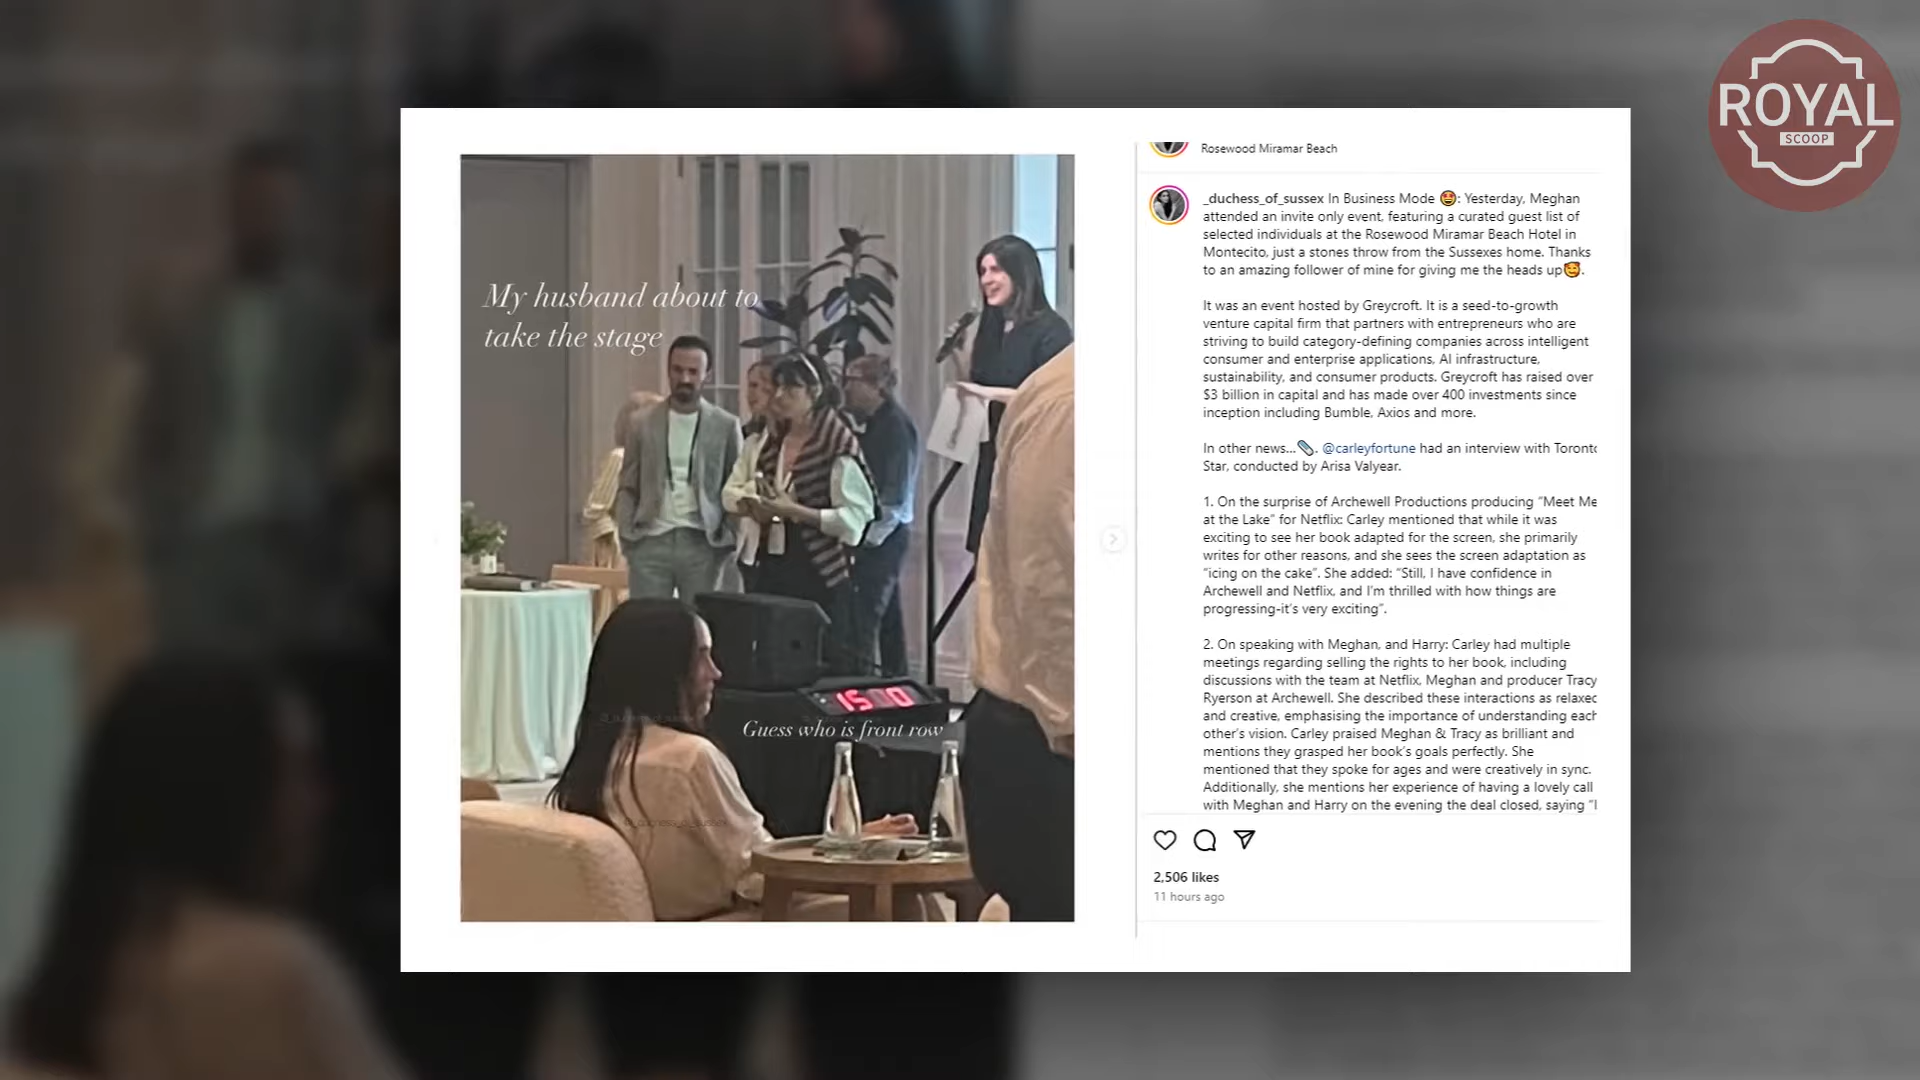 ROYAL
SCOOP
My husband about to
take the stage
15 0
Guess who is front row
Rosewood Miramar Beach
_duchess_of_sussex In Business Mode 🤩: Yesterday, Meghan
attended an invite only event, featuring a curated guest list of
selected individuals at the Rosewood Miramar Beach Hotel in
Montecito, just a stones throw from the Sussexes home. Thanks
to an amazing follower of mine for giving me the heads up🥰.
It was an event hosted by Greycroft. It is a seed-to-growth
venture capital firm that partners with entrepreneurs who are
striving to build category-defining companies across intelligent
consumer and enterprise applications, AI infrastructure,
sustainability, and consumer products. Greycroft has raised over
$3 billion in capital and has made over 400 investments since
inception including Bumble, Axios and more.
In other news...📎. @carleyfortune had an interview with Toronto
Star, conducted by Arisa Valyear.
1. On the surprise of Archewell Productions producing “Meet Me
at the Lake” for Netflix: Carley mentioned that while it was
exciting to see her book adapted for the screen, she primarily
writes for other reasons, and she sees the screen adaptation as
“icing on the cake”. She added: “Still, I have confidence in
Archewell and Netflix, and I’m thrilled with how things are
progressing-it’s very exciting”.
2. On speaking with Meghan, and Harry: Carley had multiple
meetings regarding selling the rights to her book, including
discussions with the team at Netflix, Meghan and producer Tracy
Ryerson at Archewell. She described these interactions as relaxed
and creative, emphasising the importance of understanding each
other’s vision. Carley praised Meghan & Tracy as brilliant and
mentions they grasped her book’s goals perfectly. She
mentioned that they spoke for ages and were creatively in sync.
Additionally, she mentions her experience of having a lovely call
with Meghan and Harry on the evening the deal closed, saying “I
2,506 likes
11 hours ago